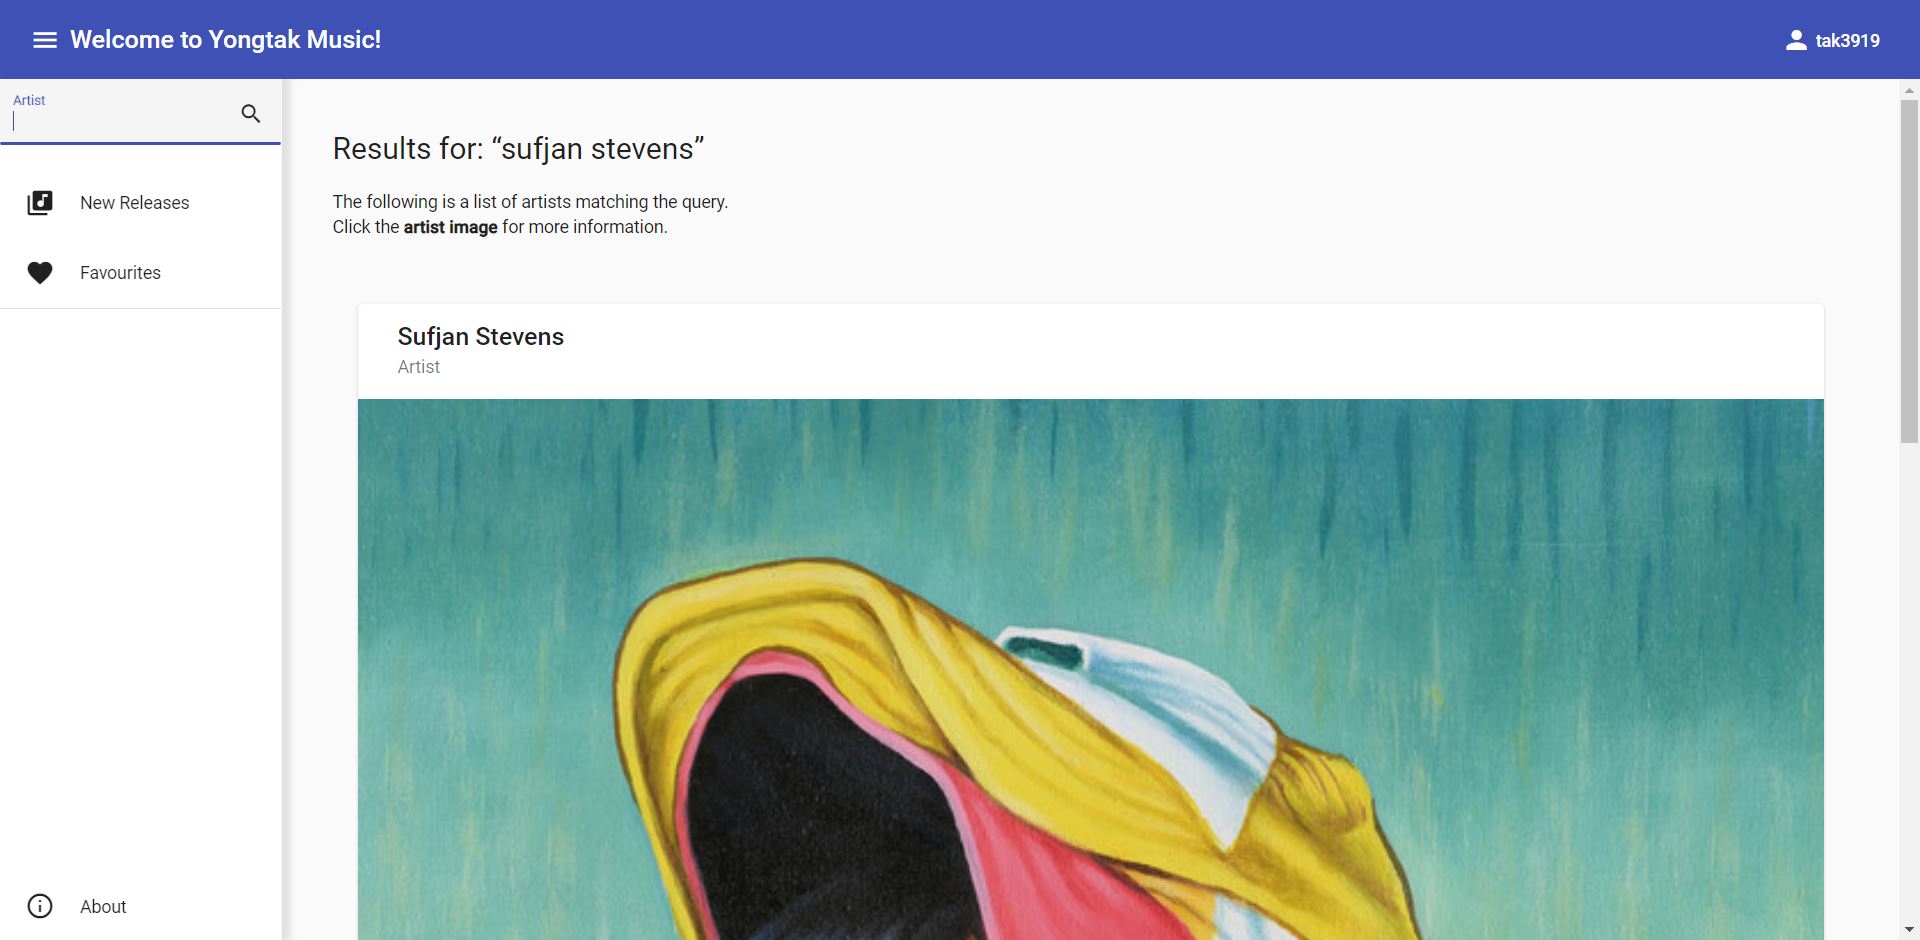 Welcome to Yongtak Music!
tak3919
Artist
New Releases
Favourites
About
Results for: “sufjan stevens”
The following is a list of artists matching the query.
Click the artist image for more information.
Sufjan Stevens
Artist